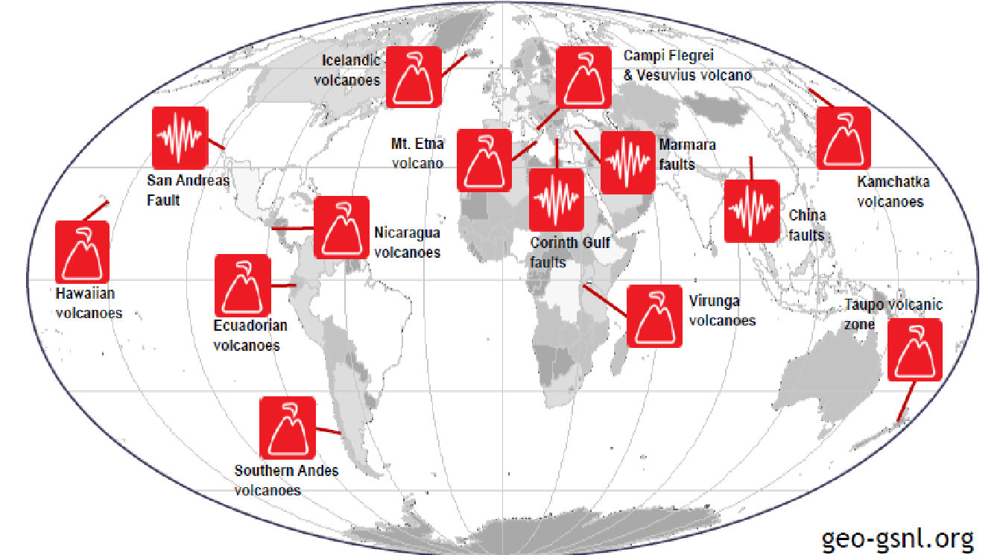 Icelandic
volcanoes
Campi Flegrei
& Vesuvius volcano
San Andreas
Fault
Mt. Etna
volcano
Marmara
faults
Kamchatka
volcanoes
Hawaiian
volcanoes
Nicaragua
volcanoes
Corinth Gulf
faults
China
faults
Ecuadorian
volcanoes
Virunga
volcanoes
Taupo volcanic
zone
Southern Andes
volcanoes
geo-gsnl.org